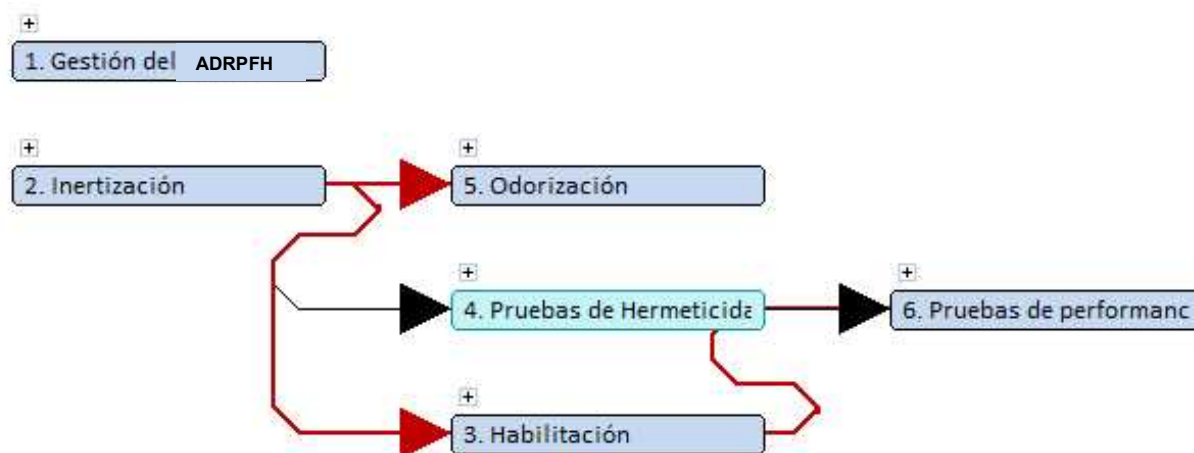 1. Gestión del ADRPFH
2. Inertización
5. Odorización
4. Pruebas de Hermeticida
6. Pruebas de performanc
3. Habilitación